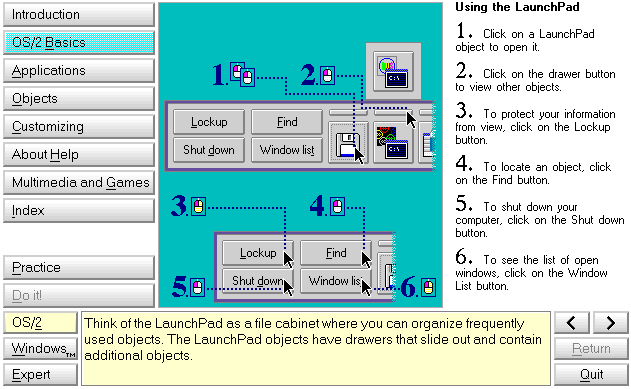 Introduction
OS/2 Basics
Applications
Objects
Customizing
About Help
Multimedia and Games
Index
Practice
Do it!
1.
2.
C:\
Lockup
Find
Shut down
Window list
C:\
3.
4.
Lockup
Find
Shut down
Window list
5.
6.
Using the LaunchPad
1. Click on a LaunchPad
object to open it.
2. Click on the drawer button
to view other objects.
3. To protect your information
from view, click on the Lockup
button.
4. To locate an object, click
on the Find button.
5. To shut down your
computer, click on the Shut down
button.
6. To see the list of open
windows, click on the Window
List button.
OS/2
Windows™
Expert
Think of the LaunchPad as a file cabinet where you can organize frequently
used objects. The LaunchPad objects have drawers that slide out and contain
additional objects.
Return
Quit